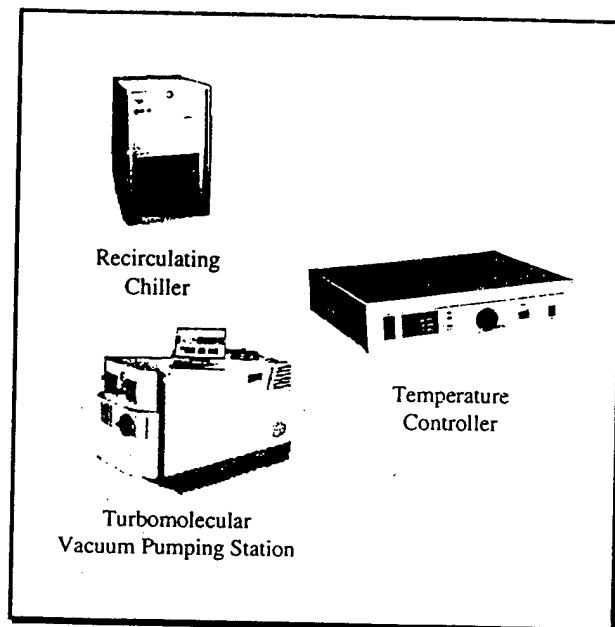 Recirculating
Chiller
Temperature
Controller
Turbomolecular
Vacuum Pumping Station